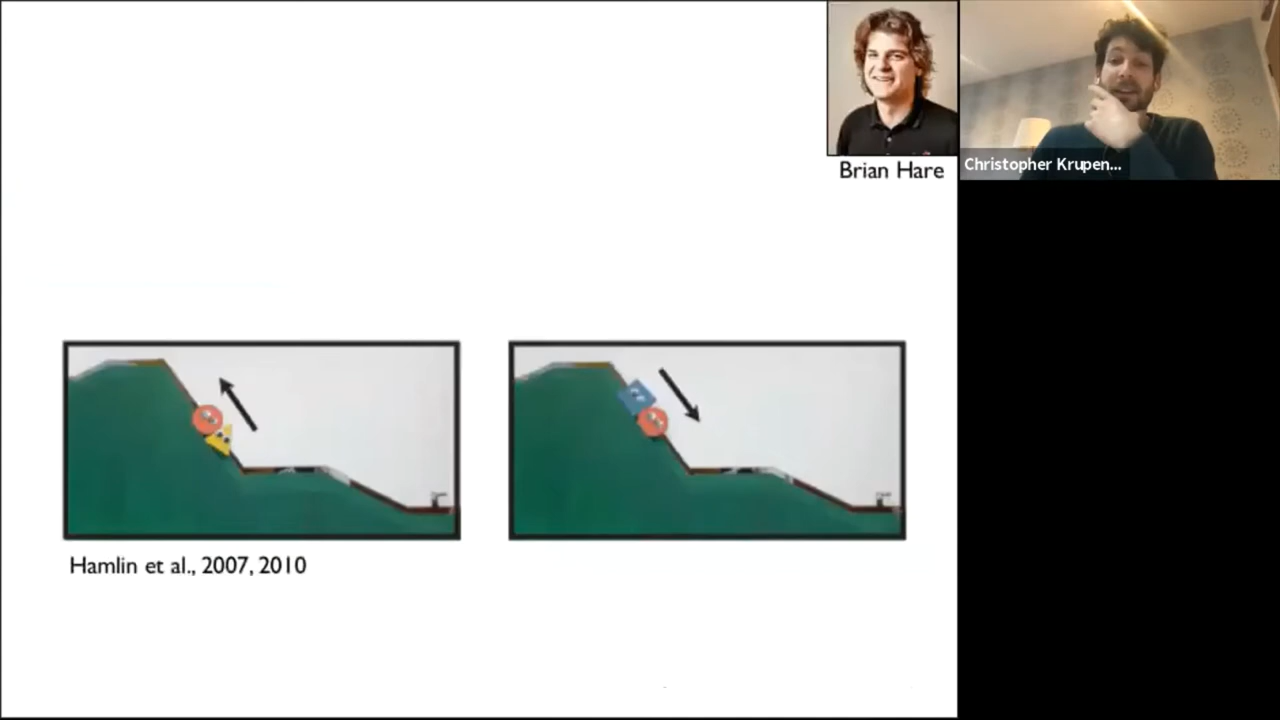 Brian Hare
Christopher Krupen...
Hamlin et al., 2007, 2010